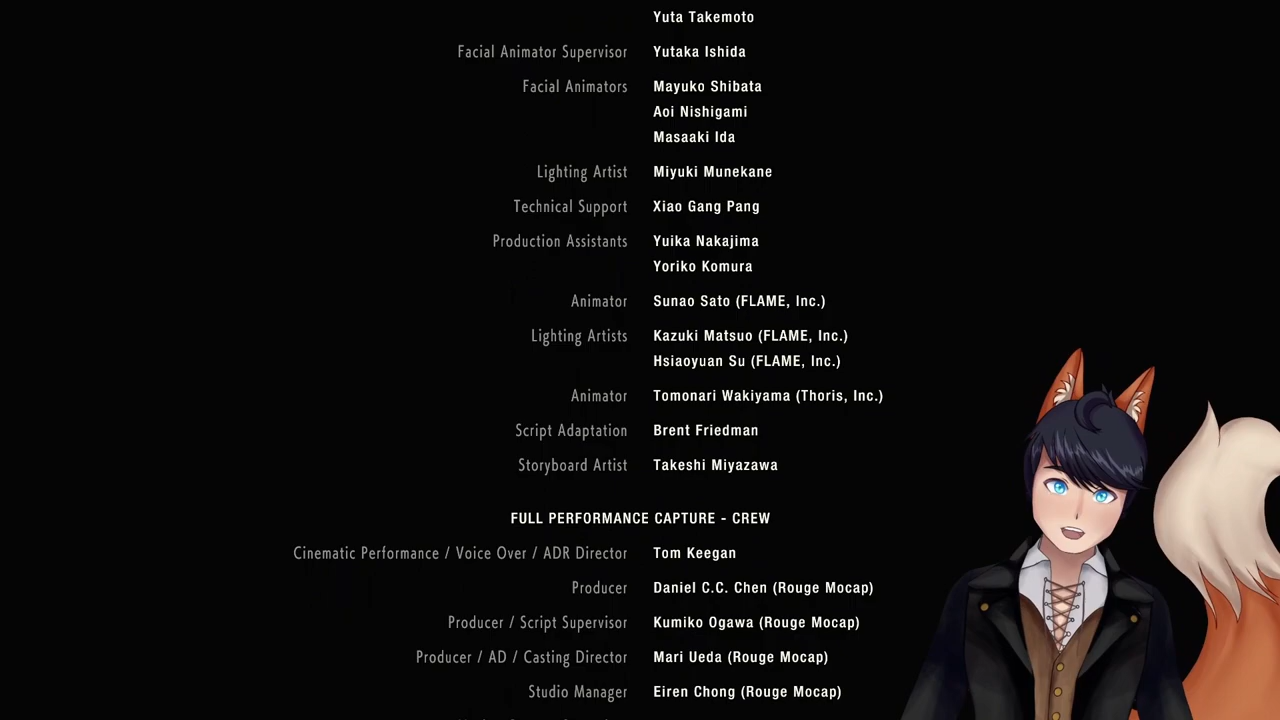 Yuta Takemoto
Facial Animator Supervisor Yutaka Ishida
Facial Animators Mayuko Shibata
Aoi Nishigami
Masaaki Ida
Lighting Artist Miyuki Munekane
Technical Support Xiao Gang Pang
Production Assistants Yuika Nakajima
Yoriko Komura
Animator Sunao Sato (FLAME, Inc.)
Lighting Artists Kazuki Matsuo (FLAME, Inc.)
Hsiaoyuan Su (FLAME, Inc.)
Animator Tomonari Wakiyama (Thoris, Inc.)
Script Adaptation Brent Friedman
Storyboard Artist Takeshi Miyazawa
FULL PERFORMANCE CAPTURE - CREW
Cinematic Performance / Voice Over / ADR Director Tom Keegan
Producer Daniel C.C. Chen (Rouge Mocap)
Producer / Script Supervisor Kumiko Ogawa (Rouge Mocap)
Producer / AD / Casting Director Mari Ueda (Rouge Mocap)
Studio Manager Eiren Chong (Rouge Mocap)